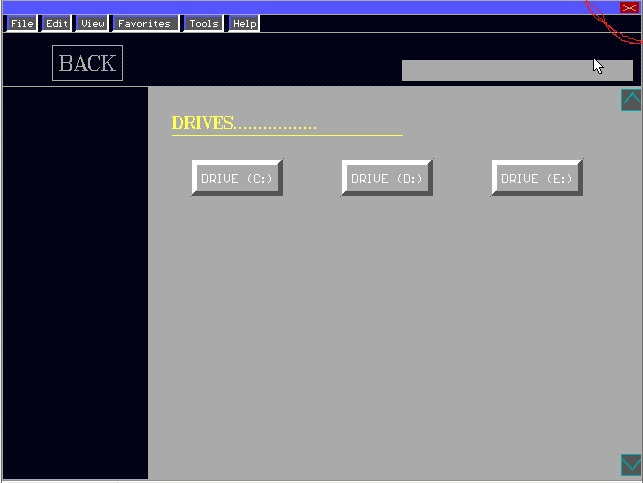 File Edit View Favorites Tools Help
BACK
DRIVES.................
DRIVE (C:) DRIVE (D:) DRIVE (E:)